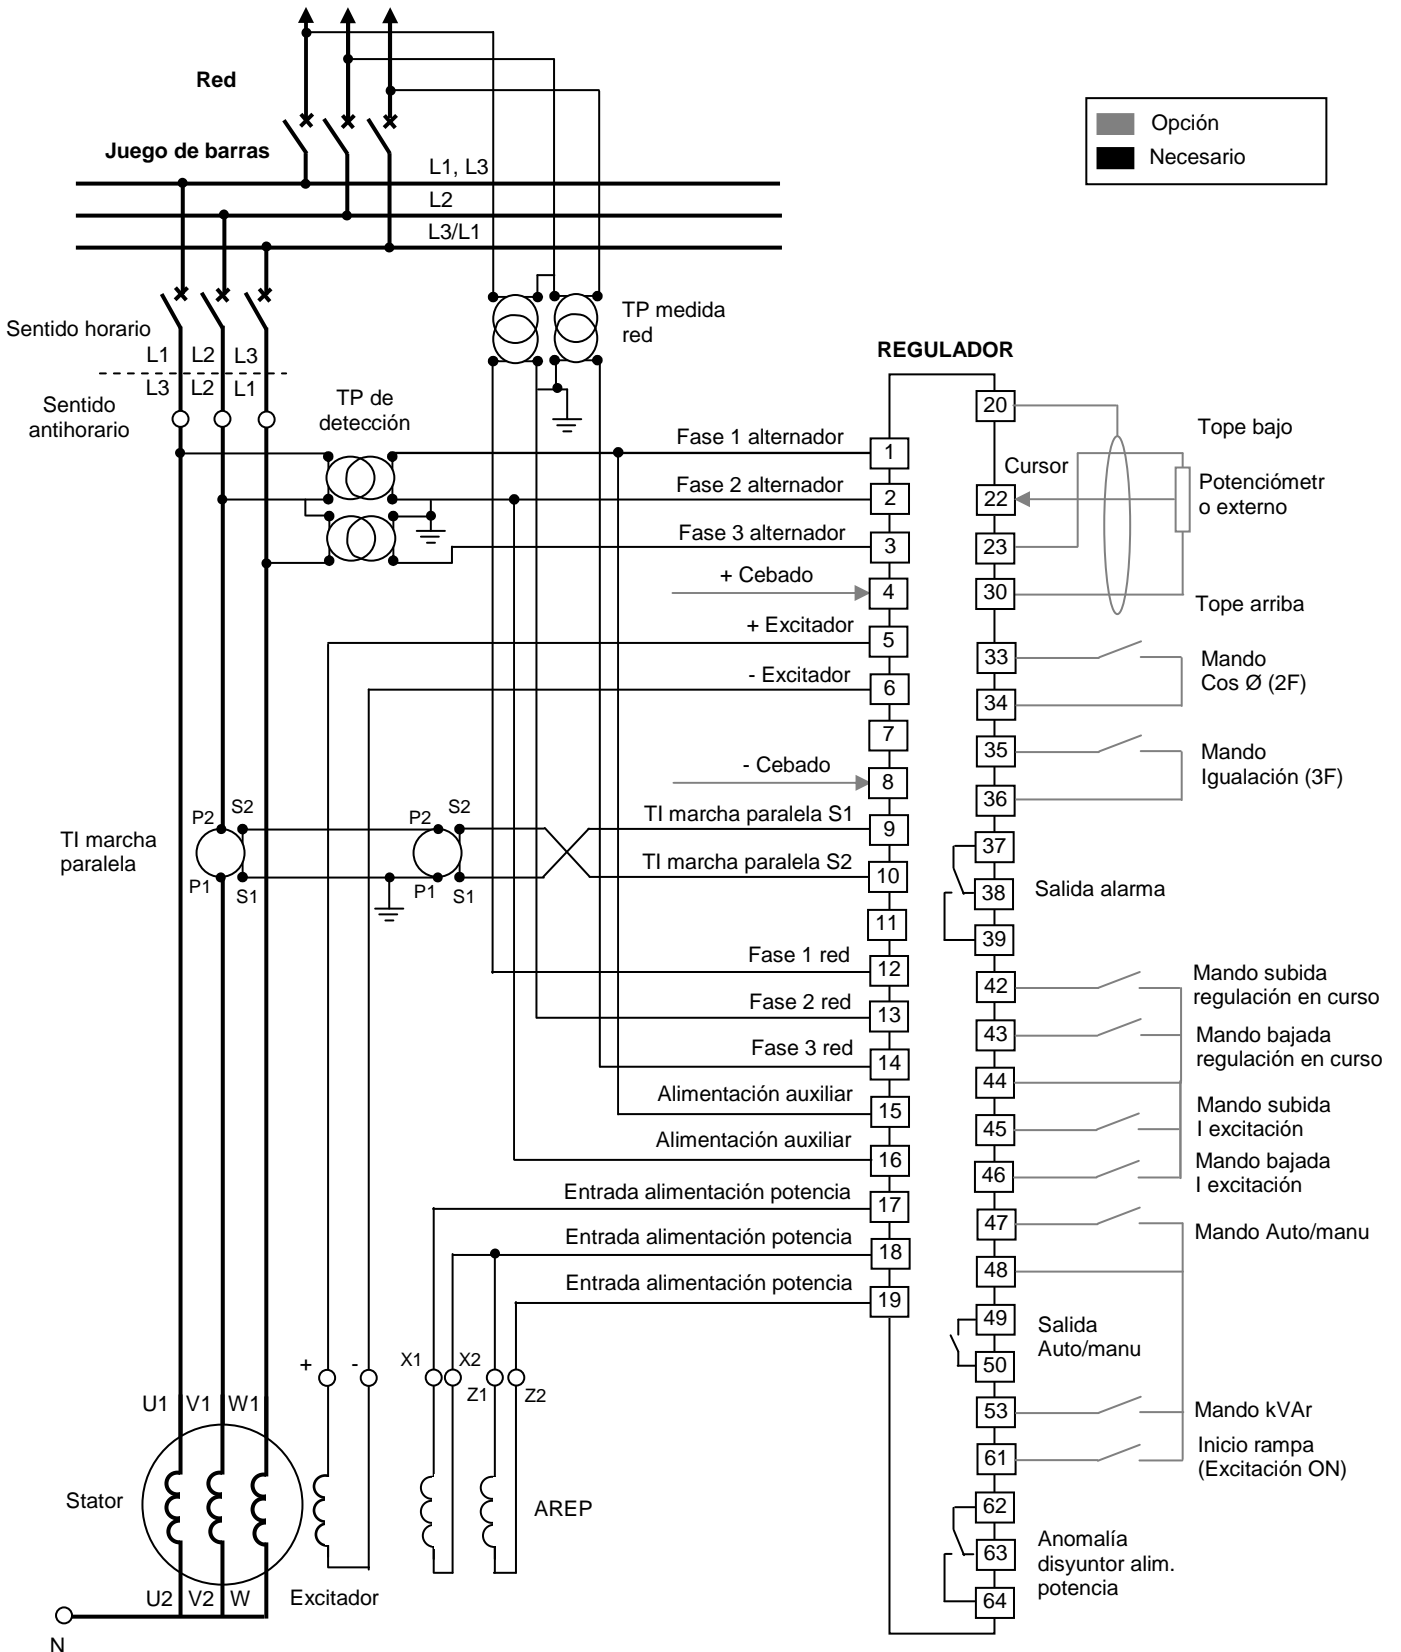 Red
Opción
Necesario
Juego de barras
L1, L3
L2
L3/L1
Sentido horario
L1 L2 L3
L3 L2 L1
Sentido
antihorario
TP medida
red
TP de
detección
REGULADOR
Fase 1 alternador
1
Fase 2 alternador
2
Fase 3 alternador
3
+ Cebado
4
+ Excitador
5
- Excitador
6
7
- Cebado
8
TI marcha paralela S1
9
TI marcha paralela S2
10
11
Fase 1 red
12
Fase 2 red
13
Fase 3 red
14
Alimentación auxiliar
15
Alimentación auxiliar
16
Entrada alimentación potencia
17
Entrada alimentación potencia
18
Entrada alimentación potencia
19
20
Tope bajo
Cursor
22
Potenciómetr
o externo
23
30
Tope arriba
33
Mando
Cos Ø (2F)
34
35
Mando
Igualación (3F)
36
37
38
Salida alarma
39
42
Mando subida
regulación en curso
43
Mando bajada
regulación en curso
44
Mando subida
I excitación
45
46
Mando bajada
I excitación
47
Mando Auto/manu
48
49
Salida
Auto/manu
50
53
Mando kVAr
61
Inicio rampa
(Excitación ON)
62
63
Anomalía
disyuntor alim.
potencia
64
TI marcha
paralela
P2 S2
P1 S1
P2 S2
P1 S1
+ -
X1 X2
Z1 Z2
U1 V1 W1
Stator
AREP
U2 V2 W
Excitador
N